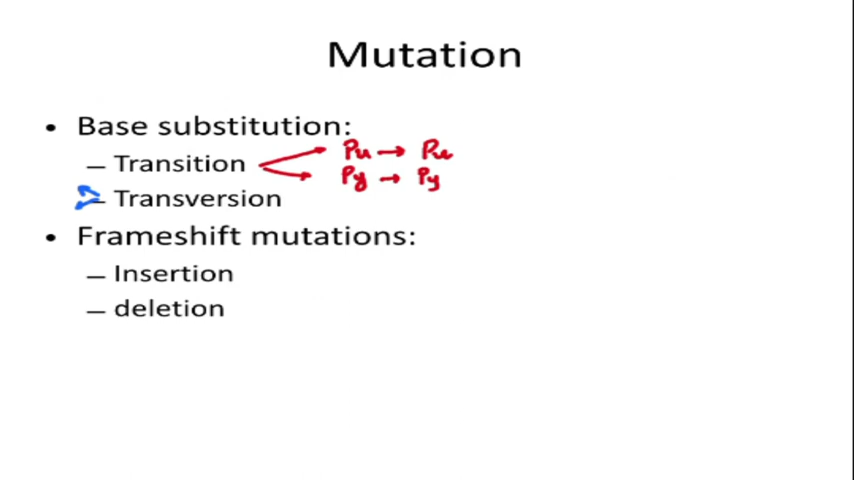 Mutation
• Base substitution:
– Transition Pu → Pu
Py → Py
– Transversion
• Frameshift mutations:
– Insertion
– deletion